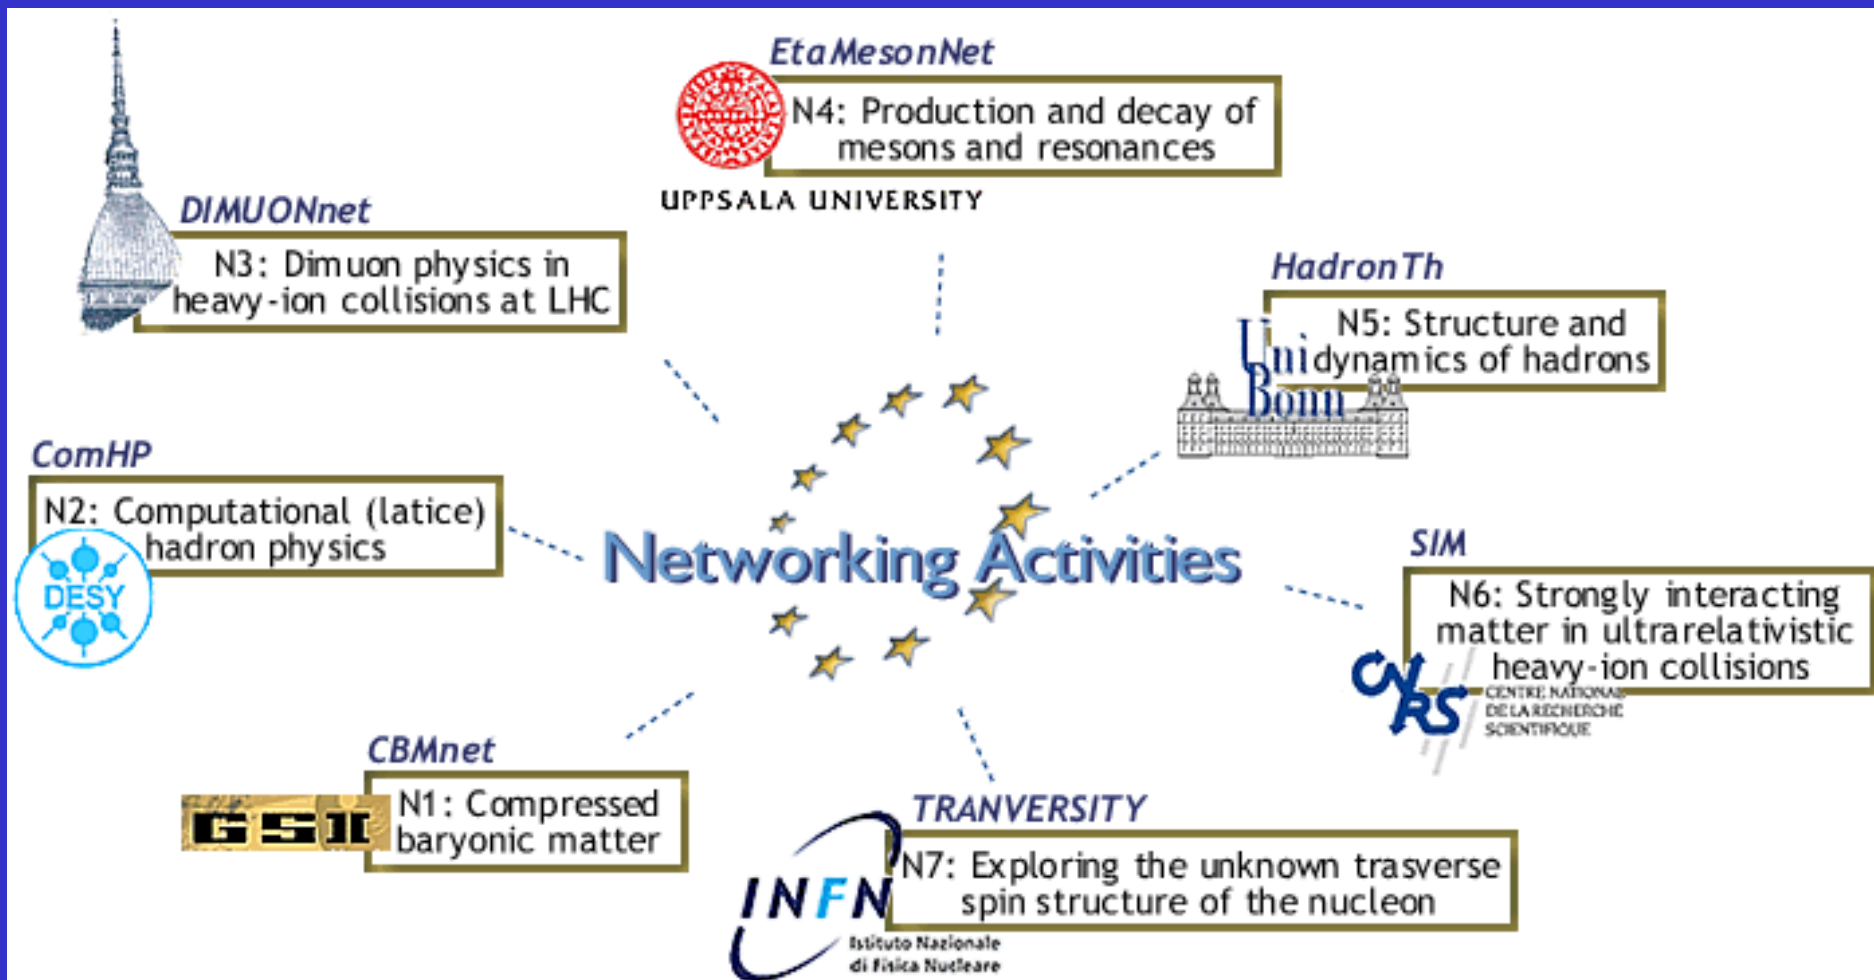 EtaMesonNet
N4: Production and decay of
mesons and resonances
UPPSALA UNIVERSITY
DIMUONnet
N3: Dimuon physics in
heavy-ion collisions at LHC
HadronTh
N5: Structure and
dynamics of hadrons
Uni
Bonn
ComHP
N2: Computational (latice)
hadron physics
DESY
Networking Activities
SIM
N6: Strongly interacting
matter in ultrarelativistic
heavy-ion collisions
CNRS
CENTRE NATIONAL
DE LA RECHERCHE
SCIENTIFIQUE
CBMnet
N1: Compressed
baryonic matter
GSI
TRANVERSITY
N7: Exploring the unknown trasverse
spin structure of the nucleon
INFN
Istituto Nazionale
di Fisica Nucleare